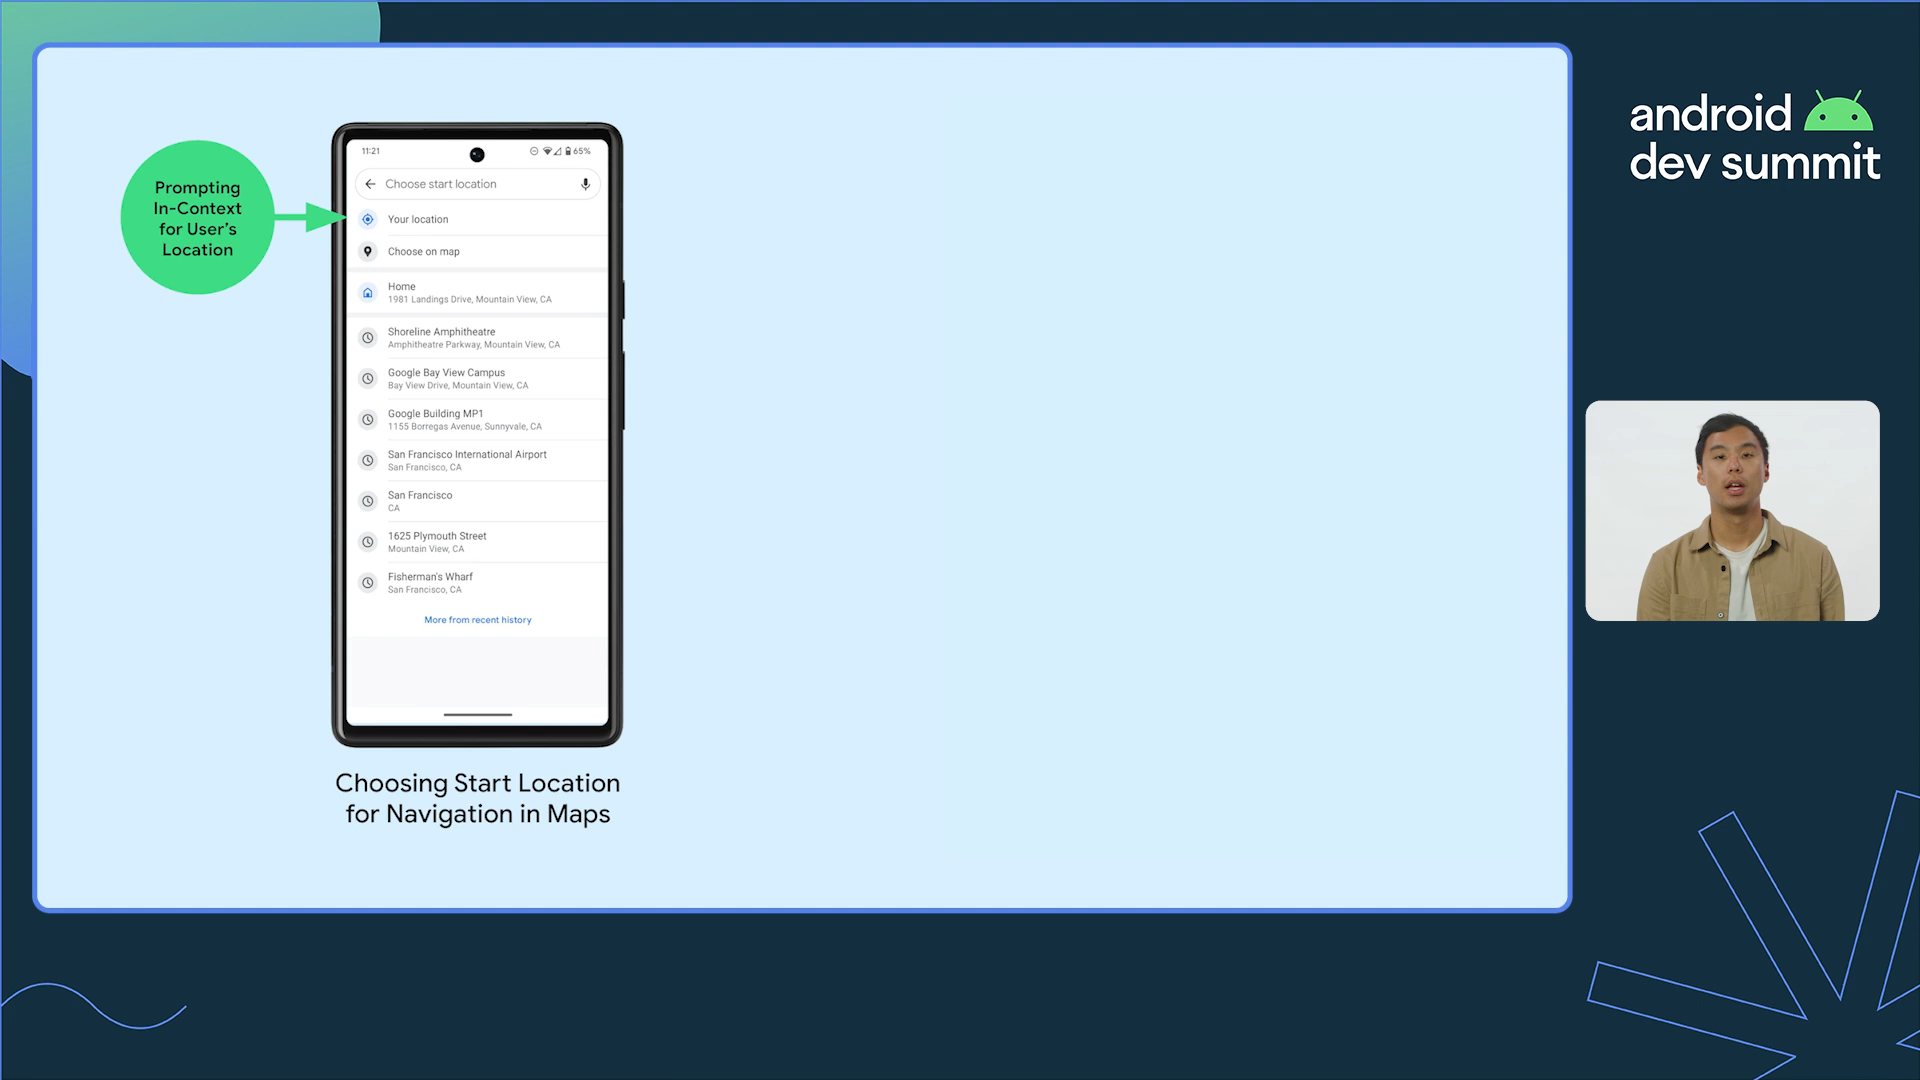 android
dev summit
Prompting
In-Context
for User's
Location
11:21
65%
Choose start location
Your location
Choose on map
Home
1981 Landings Drive, Mountain View, CA
Shoreline Amphitheatre
Amphitheatre Parkway, Mountain View, CA
Google Bay View Campus
Bay View Drive, Mountain View, CA
Google Building MP1
1155 Borregas Avenue, Sunnyvale, CA
San Francisco International Airport
San Francisco, CA
San Francisco
CA
1625 Plymouth Street
Mountain View, CA
Fisherman's Wharf
San Francisco, CA
More from recent history
Choosing Start Location
for Navigation in Maps